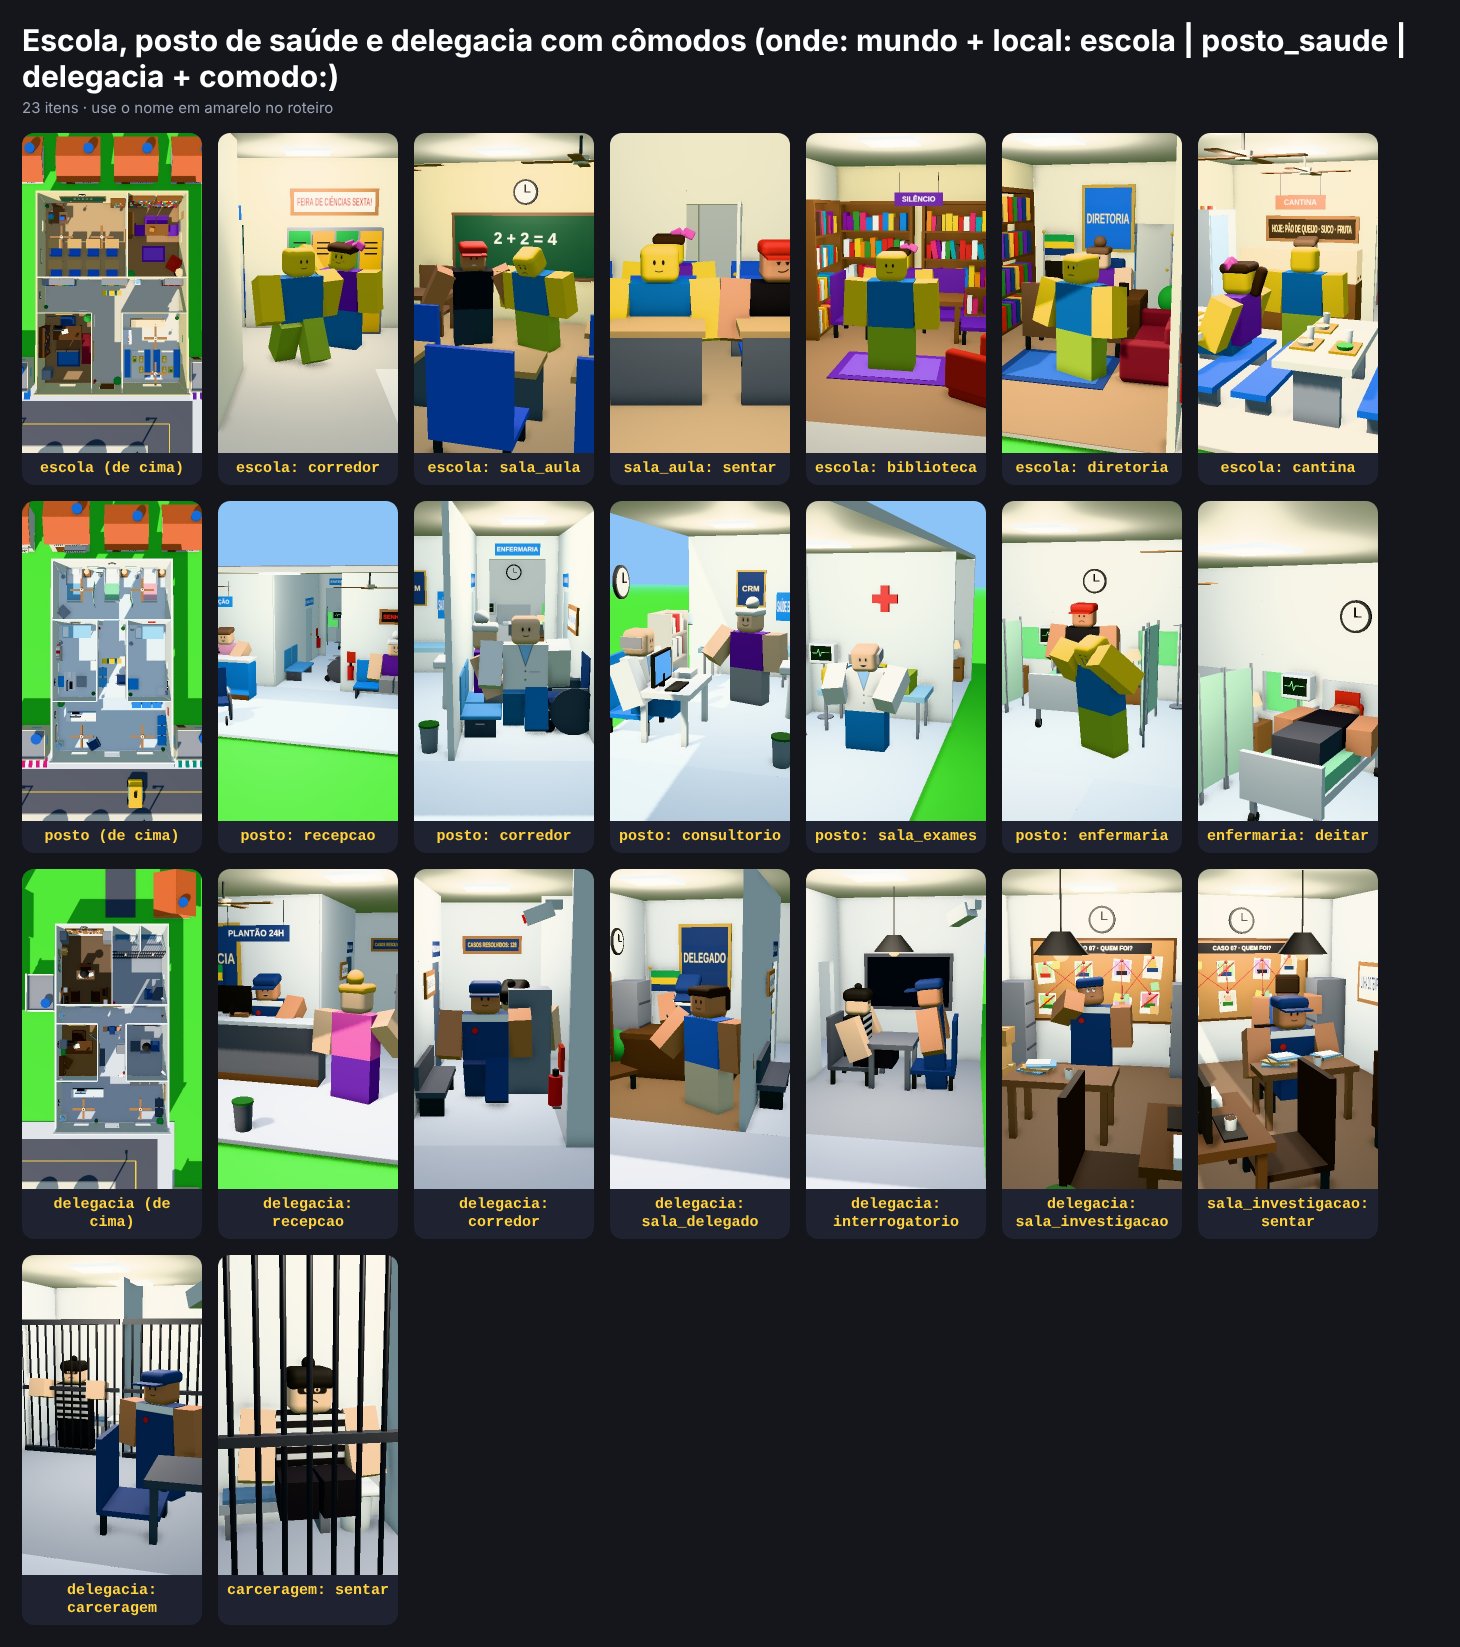 Escola, posto de saúde e delegacia com cômodos (onde: mundo + local: escola | posto_saude |
delegacia + comodo:)
23 itens · use o nome em amarelo no roteiro
FEIRA DE CIÊNCIAS SEXTA!
2 + 2 = 4
SILÊNCIO
DIRETORIA
CANTINA
HOJE: PÃO DE QUEIJO · SUCO · FRUTA
escola (de cima)
escola: corredor
escola: sala_aula
sala_aula: sentar
escola: biblioteca
escola: diretoria
escola: cantina
ENFERMARIA
CRM
posto (de cima)
posto: recepcao
posto: corredor
posto: consultorio
posto: sala_exames
posto: enfermaria
enfermaria: deitar
PLANTÃO 24H
CIA
CASOS RESOLVIDOS: 128
DELEGADO
O 07 - QUEM FOI?
CASO 07 - QUEM FOI?
delegacia (de
cima)
delegacia:
recepcao
delegacia:
corredor
delegacia:
sala_delegado
delegacia:
interrogatorio
delegacia:
sala_investigacao
sala_investigacao:
sentar
delegacia:
carceragem
carceragem: sentar